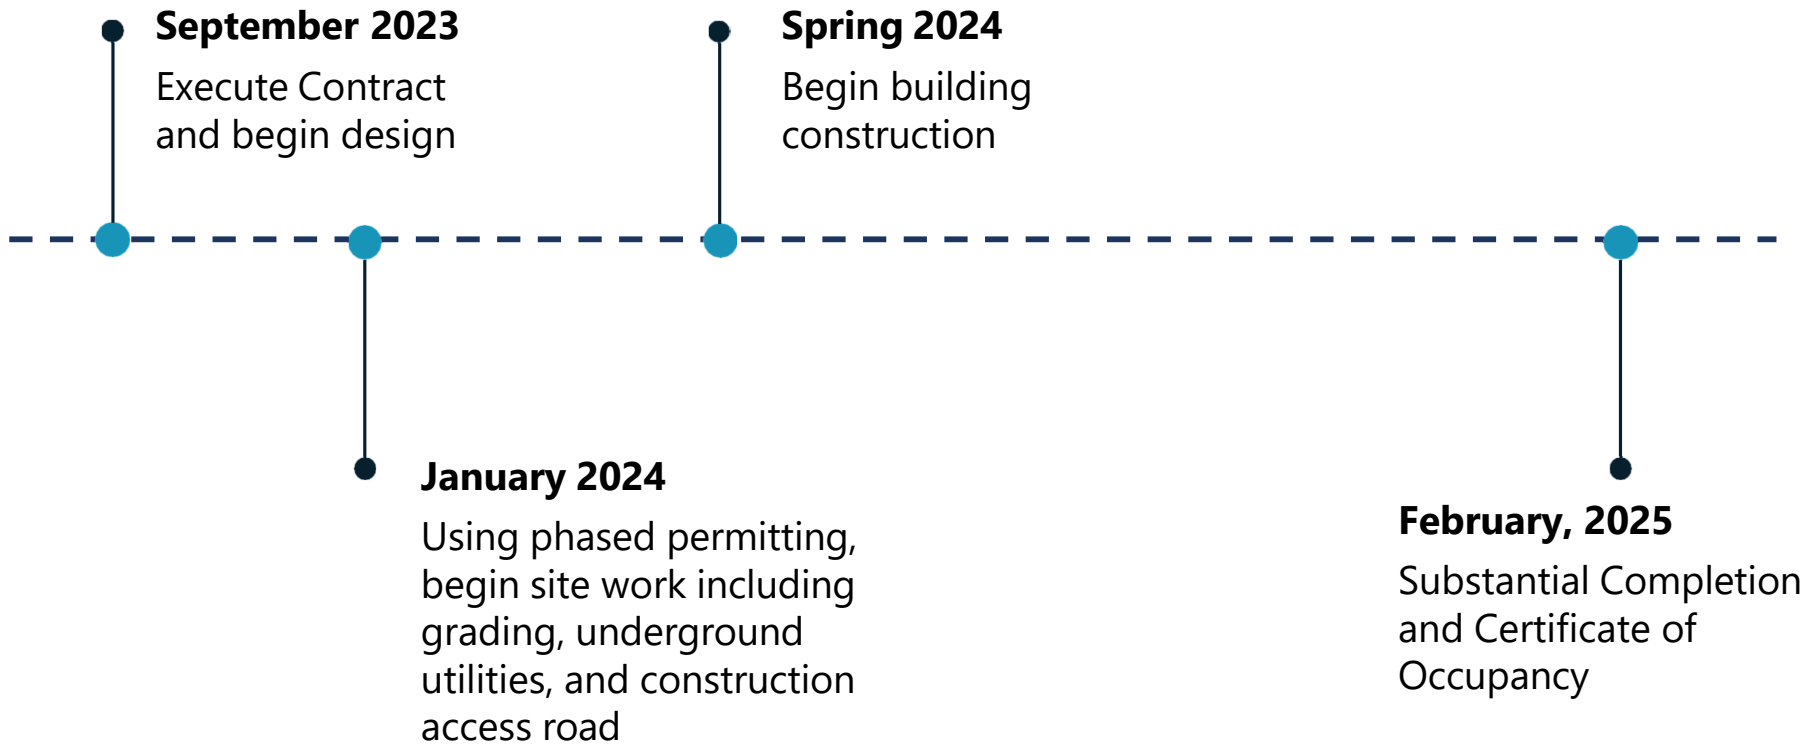 September 2023
Execute Contract
and begin design
Spring 2024
Begin building
construction
January 2024
Using phased permitting,
begin site work including
grading, underground
utilities, and construction
access road
February, 2025
Substantial Completion
and Certificate of
Occupancy